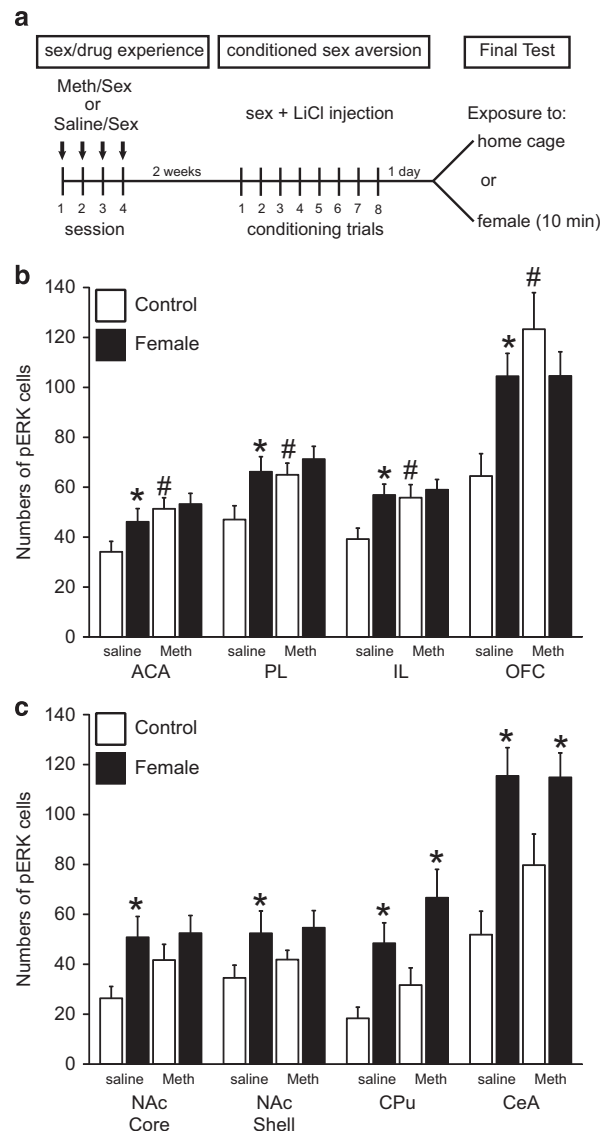 a
sex/drug experience conditioned sex aversion Final Test
Meth/Sex
or
Saline/Sex
sex + LiCl injection
Exposure to:
home cage
or
female (10 min)
2 weeks 1 day
1 2 3 4 1 2 3 4 5 6 7 8
session conditioning trials
b
Numbers of pERK cells
140
120
100
80
60
40
20
0
Control
Female
* # * # * # * #
saline Meth saline Meth saline Meth saline Meth
ACA PL IL OFC
c
Numbers of pERK cells
140
120
100
80
60
40
20
0
Control
Female
* * * * * *
saline Meth saline Meth saline Meth saline Meth
NAc NAc CPu CeA
Core Shell